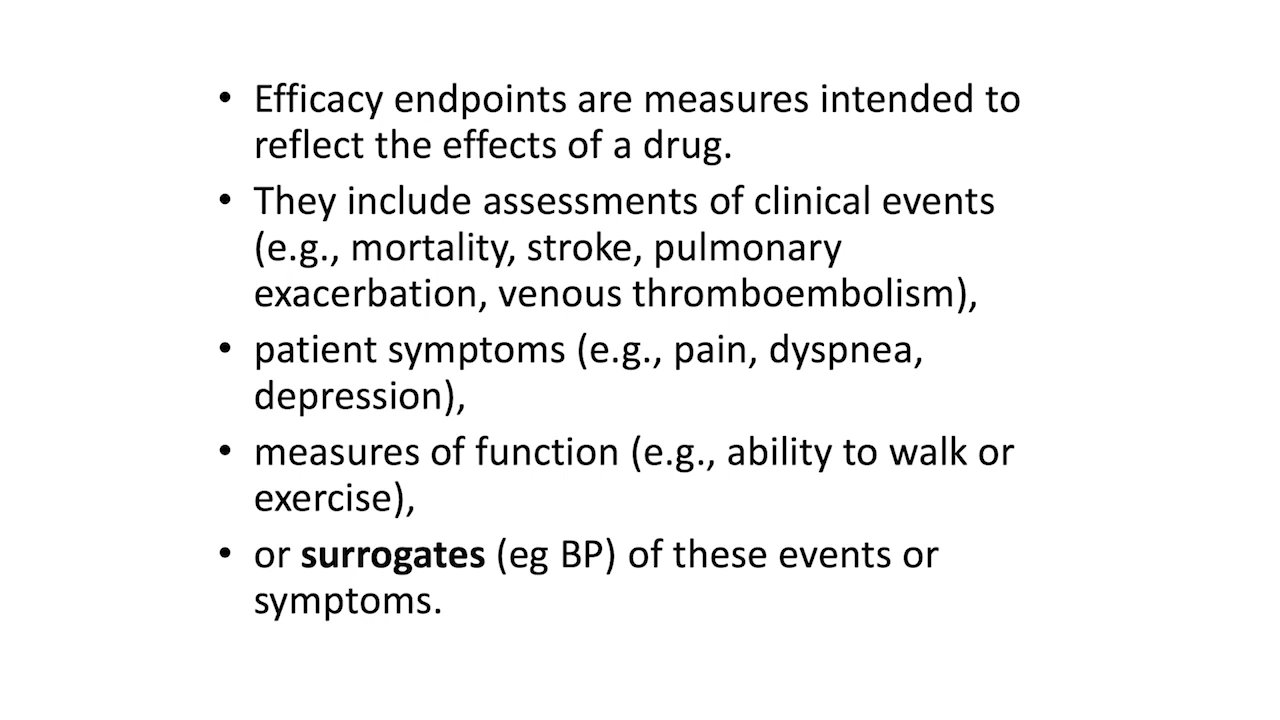 • Efficacy endpoints are measures intended to
reflect the effects of a drug.
• They include assessments of clinical events
(e.g., mortality, stroke, pulmonary
exacerbation, venous thromboembolism),
• patient symptoms (e.g., pain, dyspnea,
depression),
• measures of function (e.g., ability to walk or
exercise),
• or surrogates (eg BP) of these events or
symptoms.